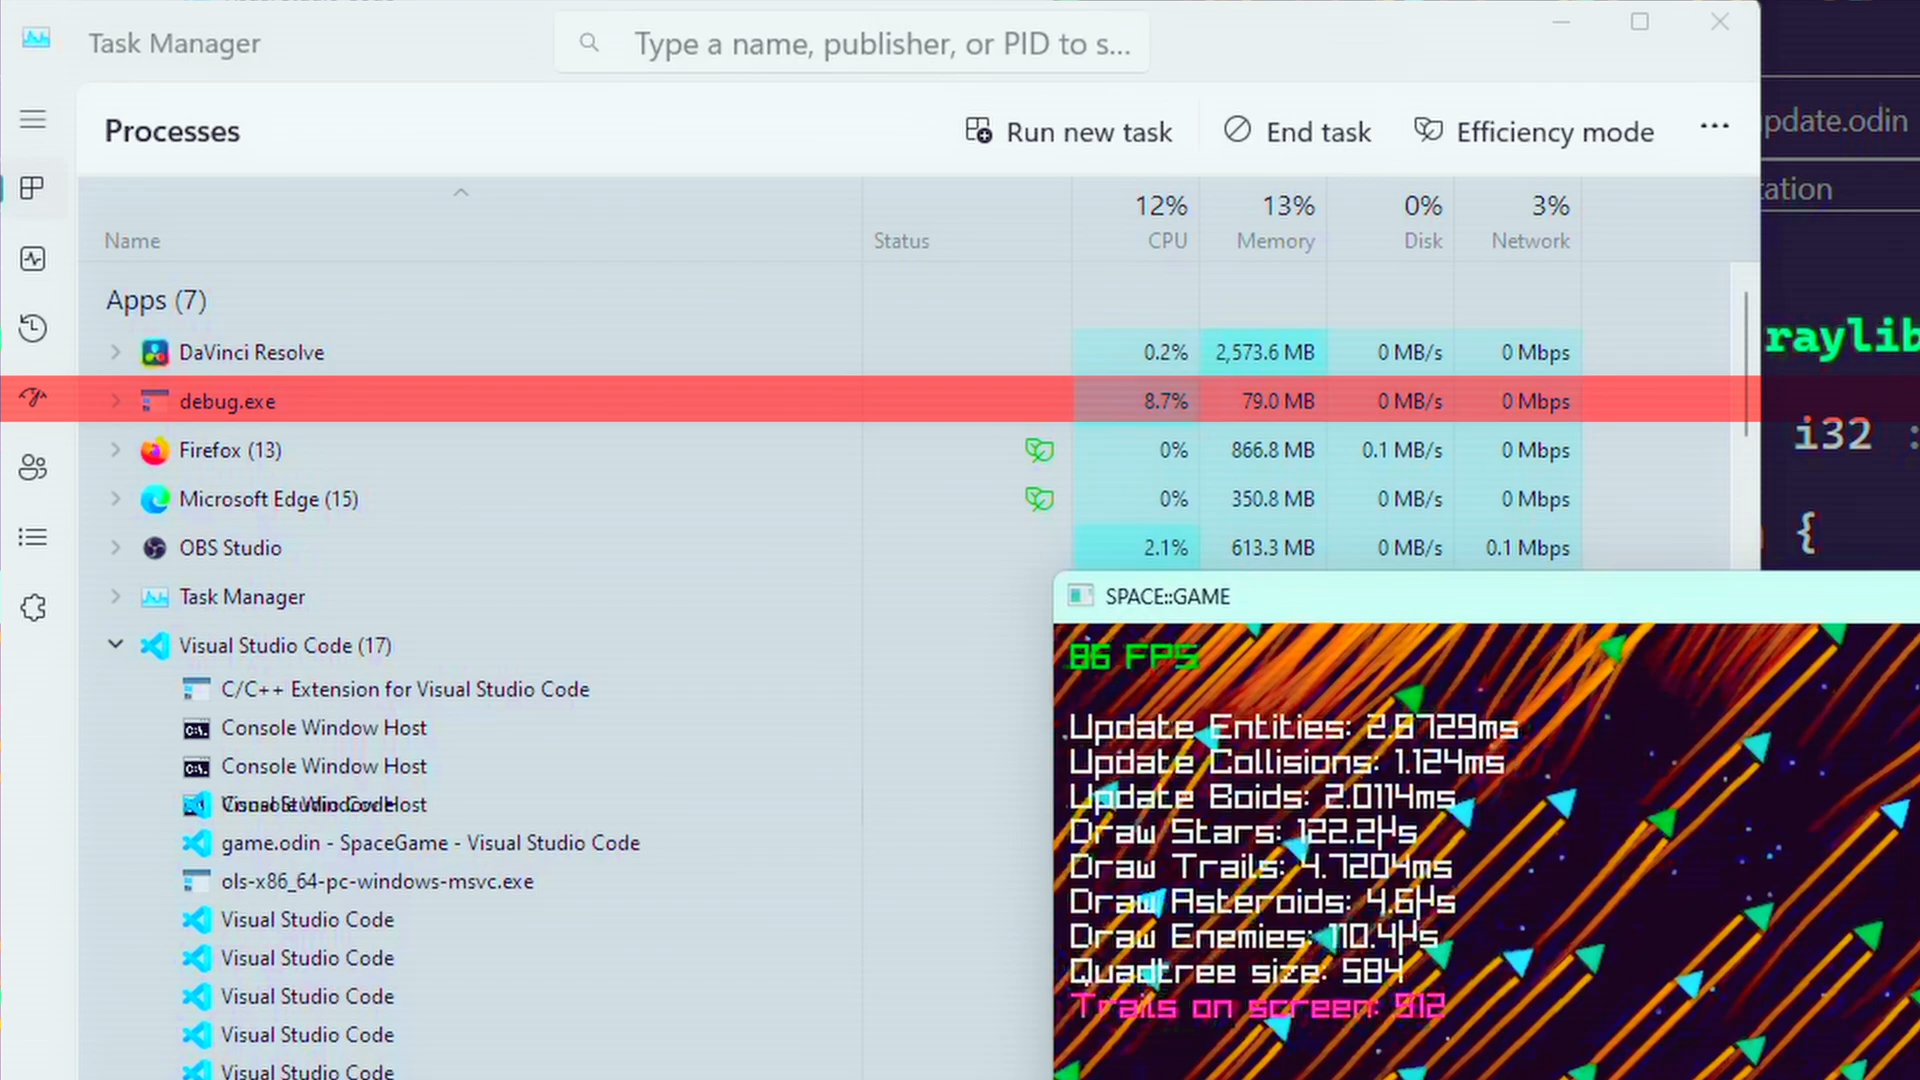 Task Manager
Type a name, publisher, or PID to s...
Processes
Run new task
End task
Efficiency mode
pdate.odin
tation
12% 13% 0% 3%
Name Status CPU Memory Disk Network
Apps (7)
DaVinci Resolve 0.2% 2,573.6 MB 0 MB/s 0 Mbps
raylib
debug.exe 8.7% 79.0 MB 0 MB/s 0 Mbps
i32 :
Firefox (13) 0% 866.8 MB 0.1 MB/s 0 Mbps
Microsoft Edge (15) 0% 350.8 MB 0 MB/s 0 Mbps
{
OBS Studio 2.1% 613.3 MB 0 MB/s 0.1 Mbps
Task Manager
Visual Studio Code (17)
C/C++ Extension for Visual Studio Code
Console Window Host
Console Window Host
game.odin - SpaceGame - Visual Studio Code
ols-x86_64-pc-windows-msvc.exe
Visual Studio Code
Visual Studio Code
Visual Studio Code
Visual Studio Code
Visual Studio Code
SPACE::GAME
86 FPS
Update Entities: 2.8729ms
Update Collisions: 1.124ms
Update Boids: 2.0114ms
Draw Stars: 122.2µs
Draw Trails: 4.7204ms
Draw Asteroids: 4.6µs
Draw Enemies: 110.4µs
Quadtree size: 584
Trails on screen: 912